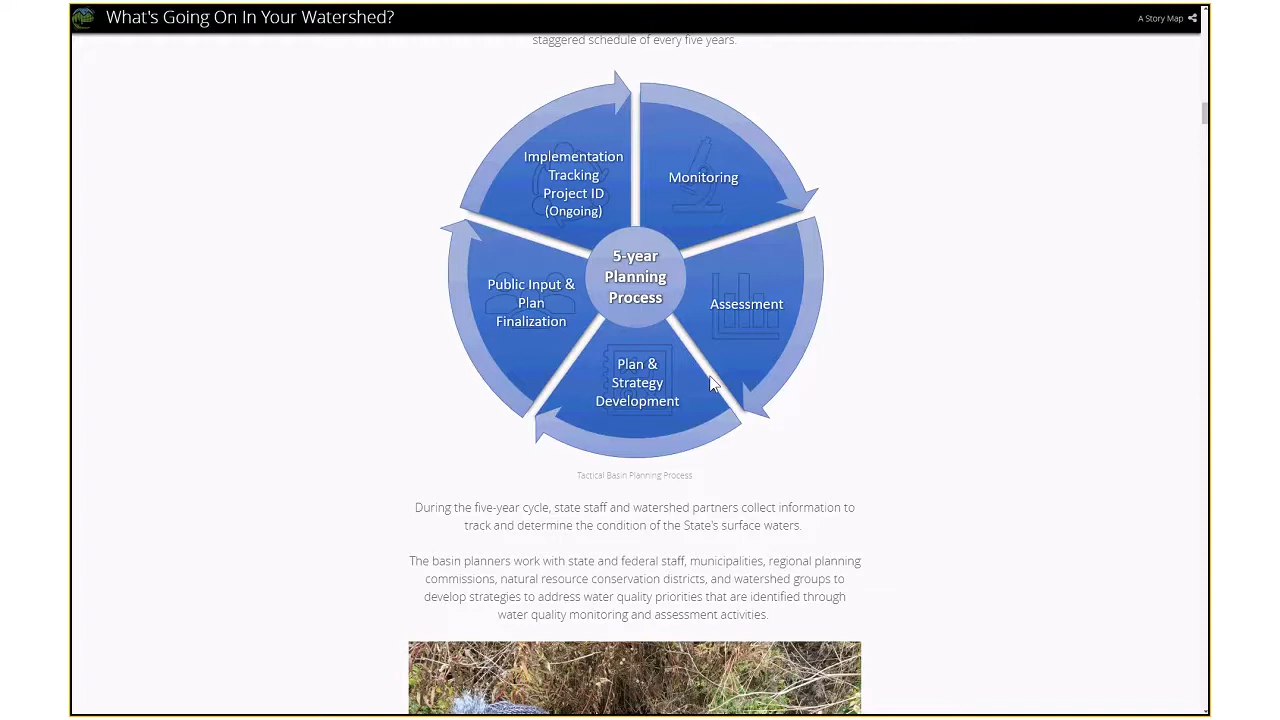 What's Going On In Your Watershed?
A Story Map
staggered schedule of every five years.
Implementation
Tracking
Project ID
(Ongoing)
Monitoring
5-year
Planning
Process
Public Input &
Plan
Finalization
Assessment
Plan &
Strategy
Development
Tactical Basin Planning Process
During the five-year cycle, state staff and watershed partners collect information to
track and determine the condition of the State's surface waters.
The basin planners work with state and federal staff, municipalities, regional planning
commissions, natural resource conservation districts, and watershed groups to
develop strategies to address water quality priorities that are identified through
water quality monitoring and assessment activities.